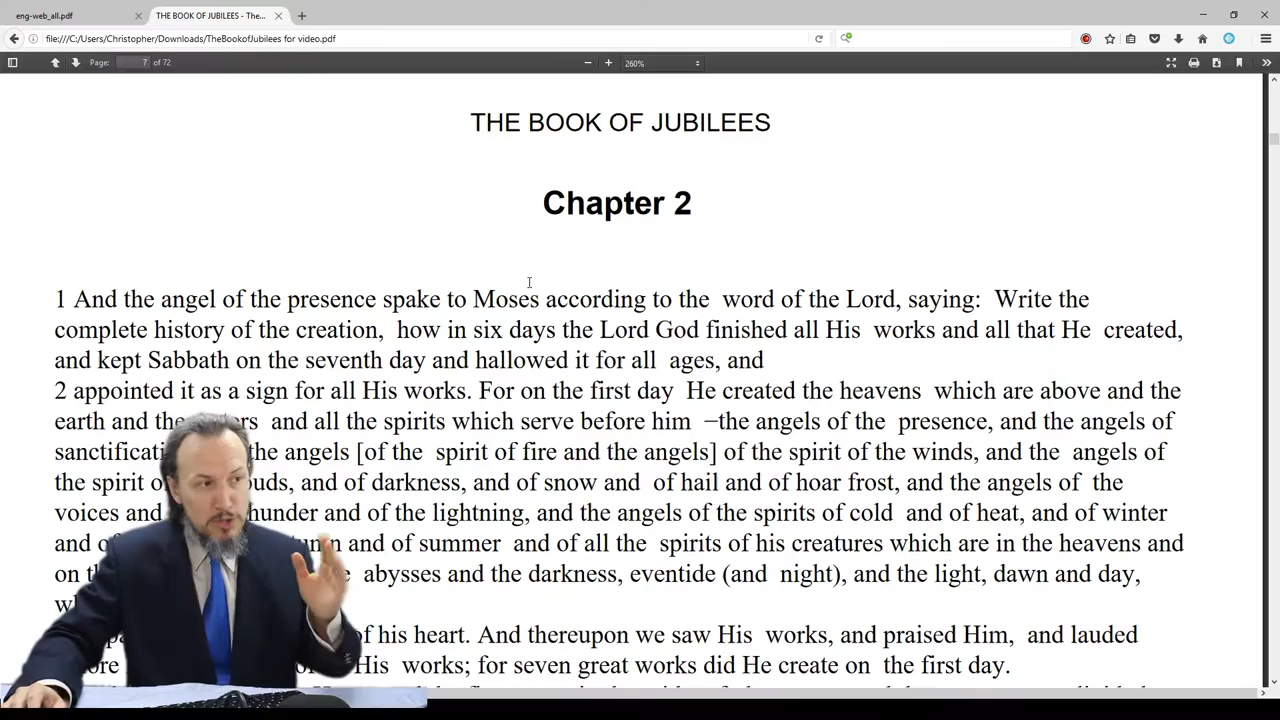 eng-web_all.pdf
THE BOOK OF JUBILEES - The...
file:///C:/Users/Christopher/Downloads/TheBookofJubilees for video.pdf
Page: 7 of 72
260%
THE BOOK OF JUBILEES
Chapter 2
1 And the angel of the presence spake to Moses according to the word of the Lord, saying: Write the
complete history of the creation, how in six days the Lord God finished all His works and all that He created,
and kept Sabbath on the seventh day and hallowed it for all ages, and
2 appointed it as a sign for all His works. For on the first day He created the heavens which are above and the
earth and the and all the spirits which serve before him −the angels of the presence, and the angels of
the angels [of the spirit of fire and the angels] of the spirit of the winds, and the angels of
the spirit and of darkness, and of snow and of hail and of hoar frost, and the angels of the
voices and and of the lightning, and the angels of the spirits of cold and of heat, and of winter
and and of summer and of all the spirits of his creatures which are in the heavens and
abysses and the darkness, eventide (and night), and the light, dawn and day,
of his heart. And thereupon we saw His works, and praised Him, and lauded
His works; for seven great works did He create on the first day.